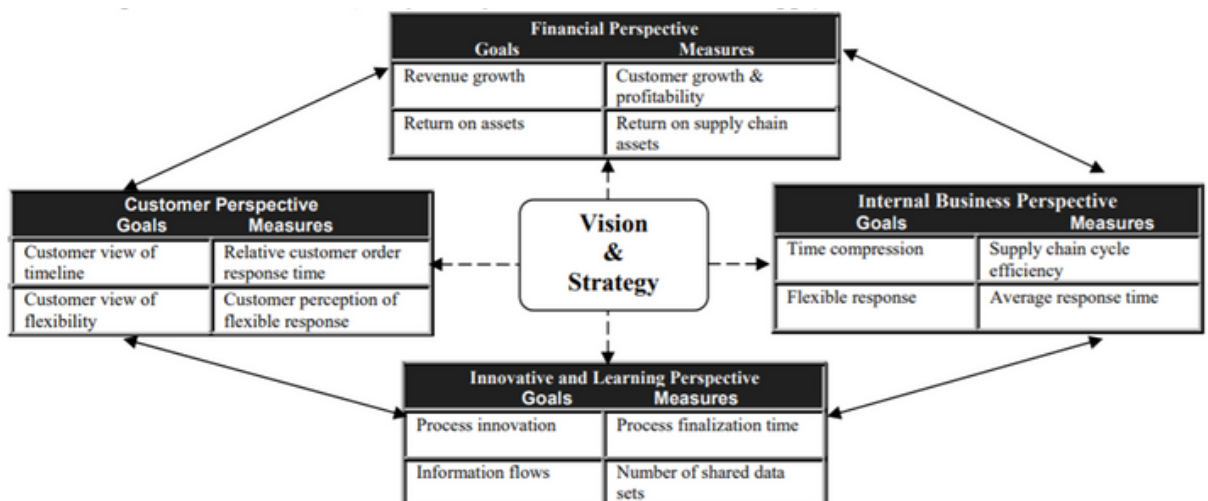 Financial Perspective
Goals Measures
Revenue growth Customer growth &
profitability
Return on assets Return on supply chain
assets
Customer Perspective
Goals Measures
Customer view of Relative customer order
timeline response time
Customer view of Customer perception of
flexibility flexible response
Vision
&
Strategy
Internal Business Perspective
Goals Measures
Time compression Supply chain cycle
efficiency
Flexible response Average response time
Innovative and Learning Perspective
Goals Measures
Process innovation Process finalization time
Information flows Number of shared data
sets